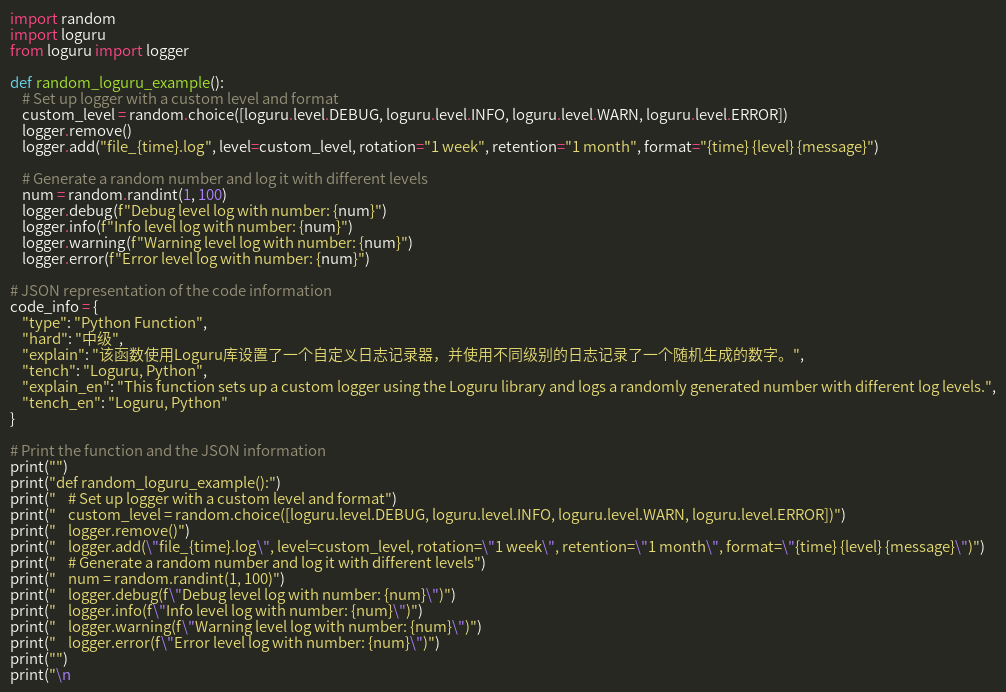 import random
import loguru
from loguru import logger

def random_loguru_example():
    # Set up logger with a custom level and format
    custom_level = random.choice([loguru.level.DEBUG, loguru.level.INFO, loguru.level.WARN, loguru.level.ERROR])
    logger.remove()
    logger.add("file_{time}.log", level=custom_level, rotation="1 week", retention="1 month", format="{time} {level} {message}")

    # Generate a random number and log it with different levels
    num = random.randint(1, 100)
    logger.debug(f"Debug level log with number: {num}")
    logger.info(f"Info level log with number: {num}")
    logger.warning(f"Warning level log with number: {num}")
    logger.error(f"Error level log with number: {num}")

# JSON representation of the code information
code_info = {
    "type": "Python Function",
    "hard": "中级",
    "explain": "该函数使用Loguru库设置了一个自定义日志记录器，并使用不同级别的日志记录了一个随机生成的数字。",
    "tench": "Loguru, Python",
    "explain_en": "This function sets up a custom logger using the Loguru library and logs a randomly generated number with different log levels.",
    "tench_en": "Loguru, Python"
}

# Print the function and the JSON information
print("")
print("def random_loguru_example():")
print("    # Set up logger with a custom level and format")
print("    custom_level = random.choice([loguru.level.DEBUG, loguru.level.INFO, loguru.level.WARN, loguru.level.ERROR])")
print("    logger.remove()")
print("    logger.add(\"file_{time}.log\", level=custom_level, rotation=\"1 week\", retention=\"1 month\", format=\"{time} {level} {message}\")")
print("    # Generate a random number and log it with different levels")
print("    num = random.randint(1, 100)")
print("    logger.debug(f\"Debug level log with number: {num}\")")
print("    logger.info(f\"Info level log with number: {num}\")")
print("    logger.warning(f\"Warning level log with number: {num}\")")
print("    logger.error(f\"Error level log with number: {num}\")")
print("")
print("\n